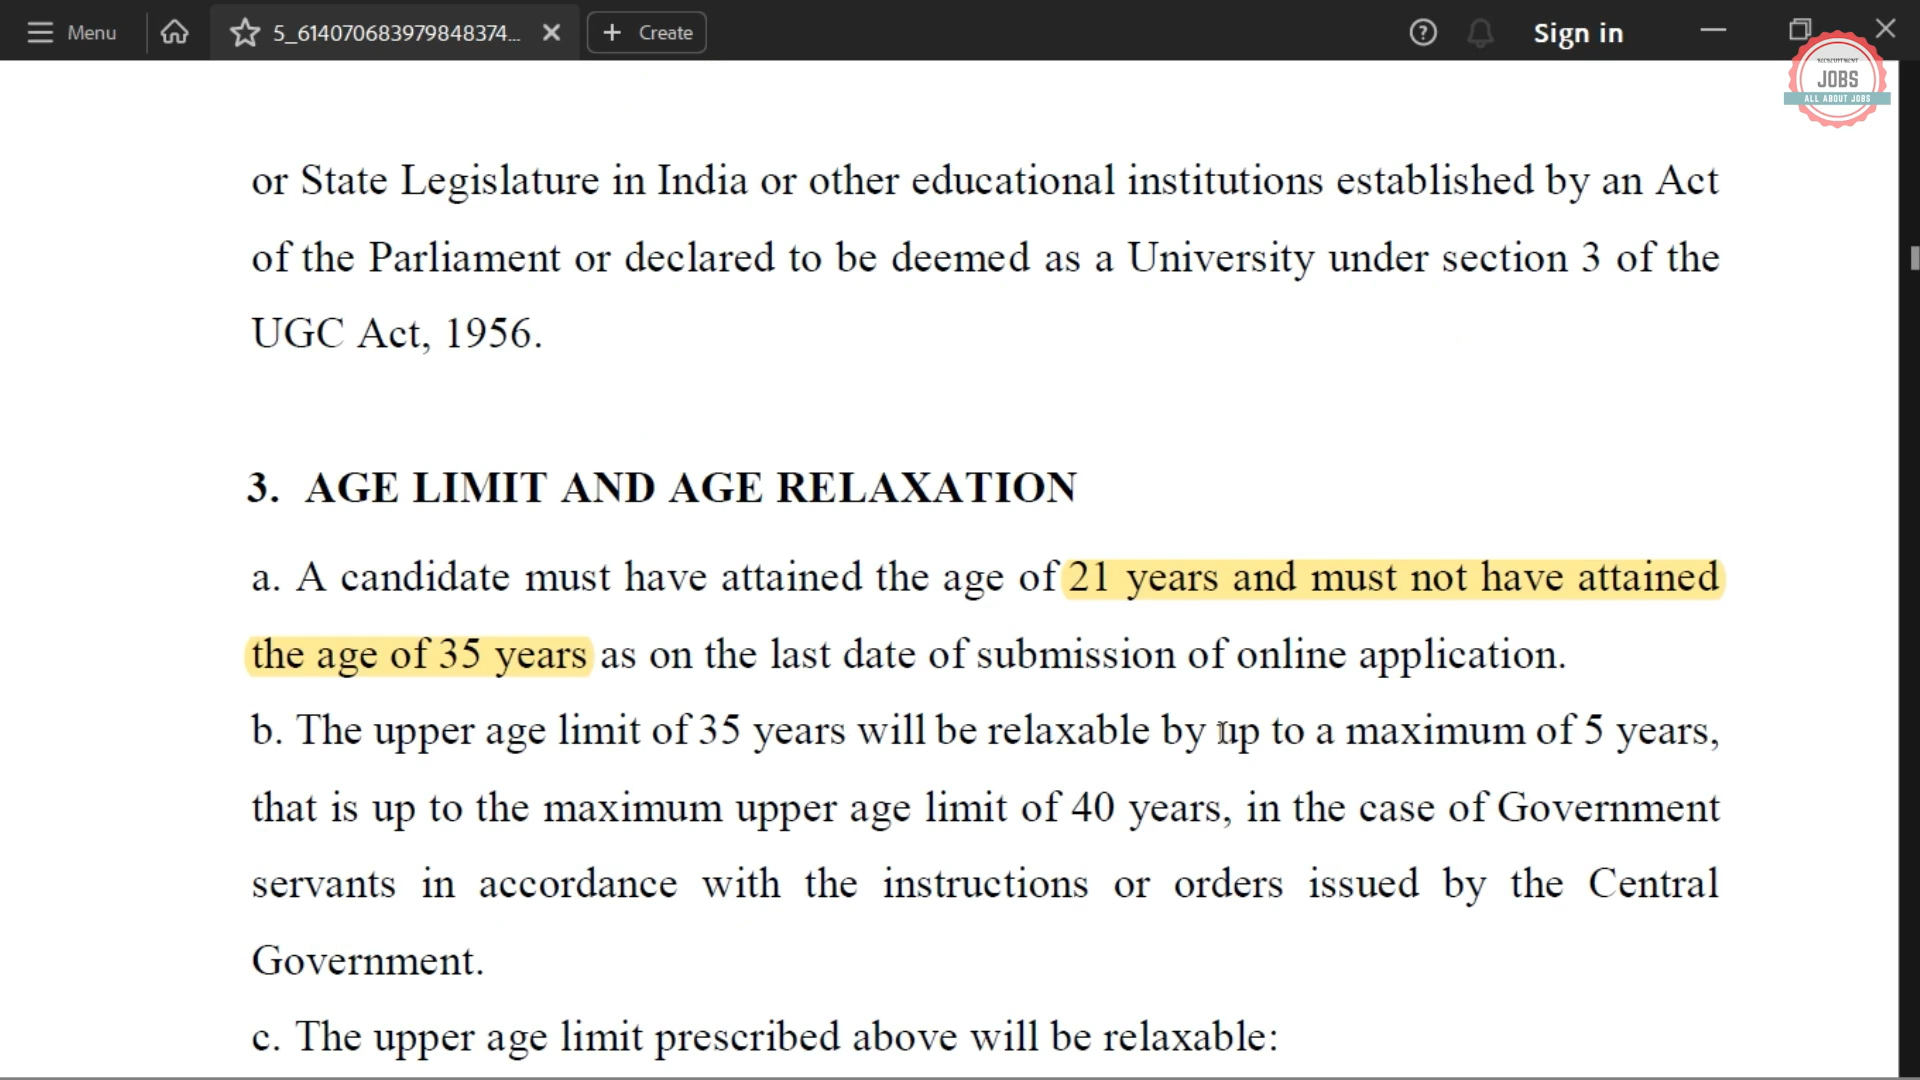 Menu
5_614070683979848374...
Create
Sign in
RECRUITMENT
JOBS
ALL ABOUT JOBS
or State Legislature in India or other educational institutions established by an Act
of the Parliament or declared to be deemed as a University under section 3 of the
UGC Act, 1956.
3. AGE LIMIT AND AGE RELAXATION
a. A candidate must have attained the age of 21 years and must not have attained
the age of 35 years as on the last date of submission of online application.
b. The upper age limit of 35 years will be relaxable by up to a maximum of 5 years,
that is up to the maximum upper age limit of 40 years, in the case of Government
servants in accordance with the instructions or orders issued by the Central
Government.
c. The upper age limit prescribed above will be relaxable: